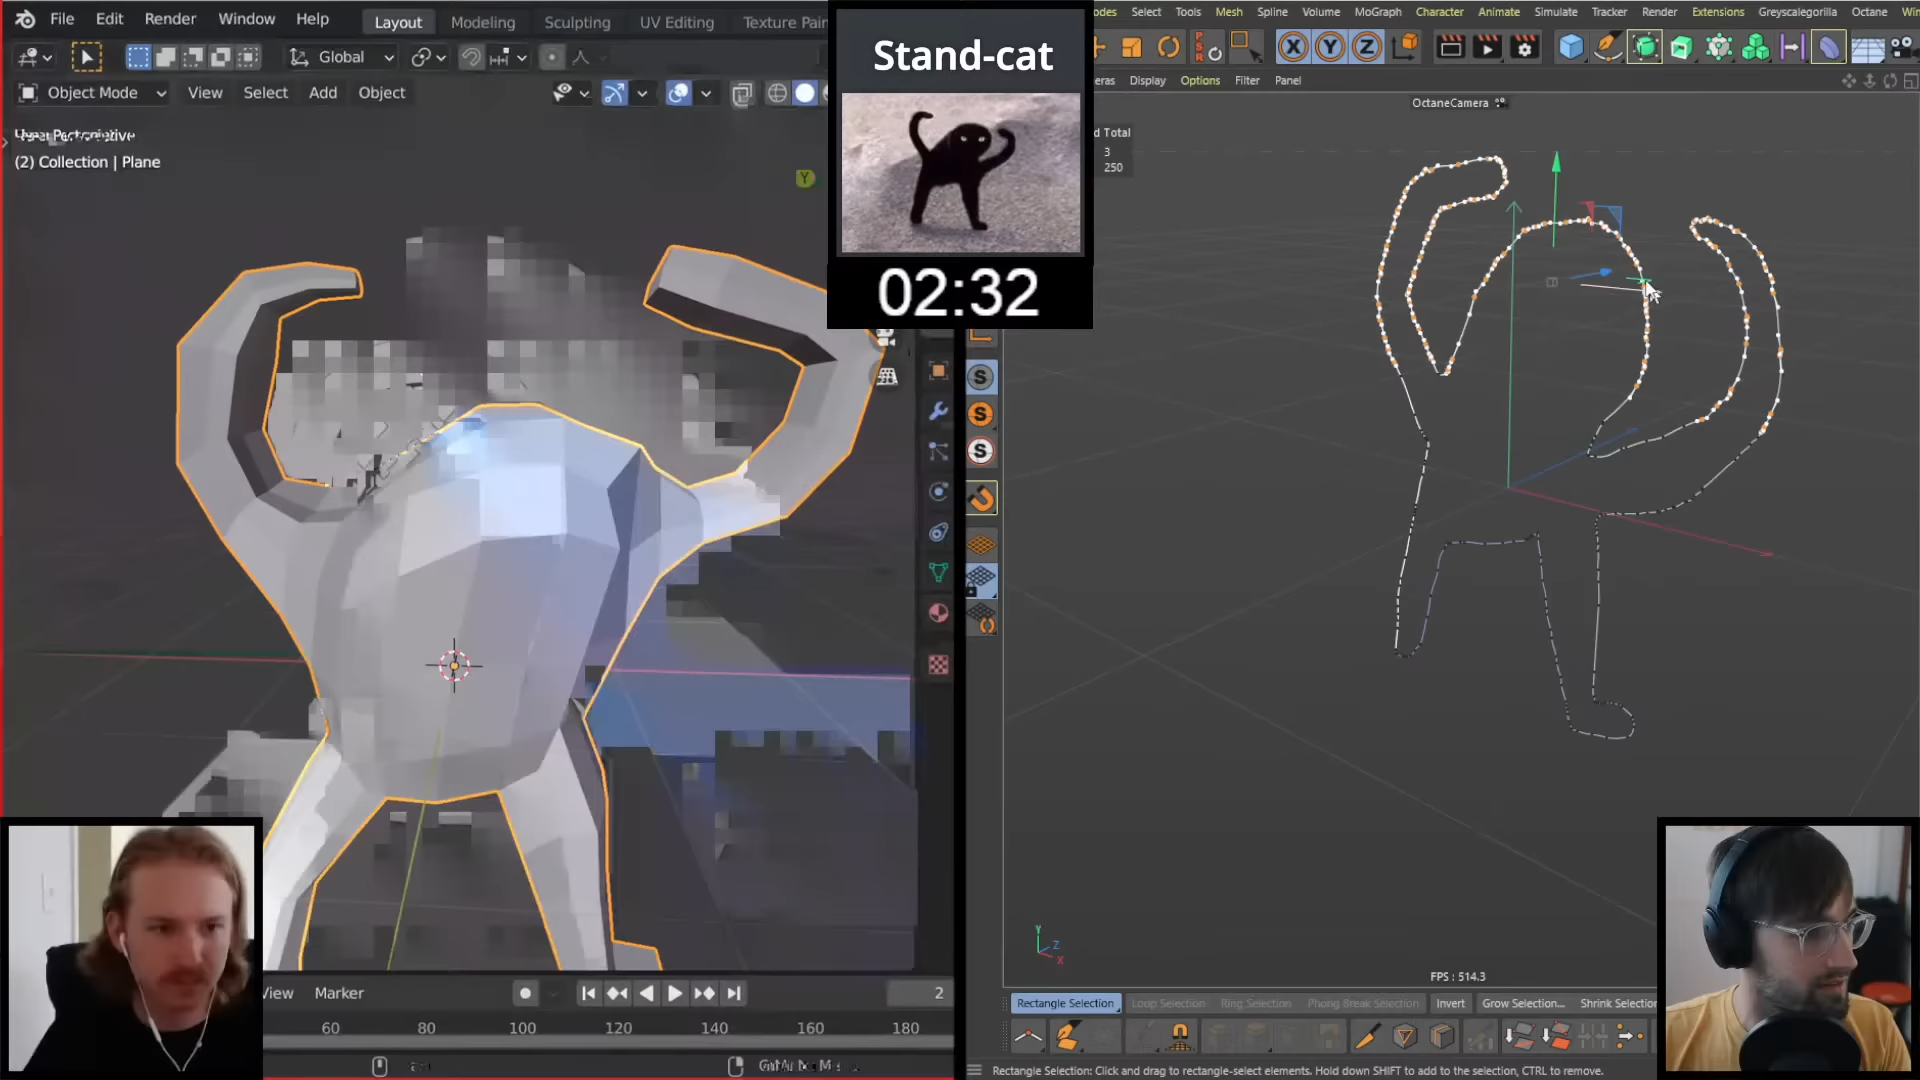 File Edit Render Window Help
Layout Modeling Sculpting UV Editing Texture Pain
Global
Object Mode View Select Add Object
User Perspective
(2) Collection | Plane
Y
Stand-cat
02:32
Select Tools Mesh Spline Volume MoGraph Character Animate Simulate Tracker Render Extensions Greyscalegorilla Octane
X Y Z
Display Options Filter Panel
OctaneCamera
d Total
3
250
S
S
S
Y
Z
X
FPS : 514.3
View Marker
2
60 80 100 120 140 160 180
Rectangle Selection Loop Selection Ring Selection Phong Break Selection Invert Grow Selection... Shrink Selection
Rectangle Selection: Click and drag to rectangle-select elements. Hold down SHIFT to add to the selection, CTRL to remove.